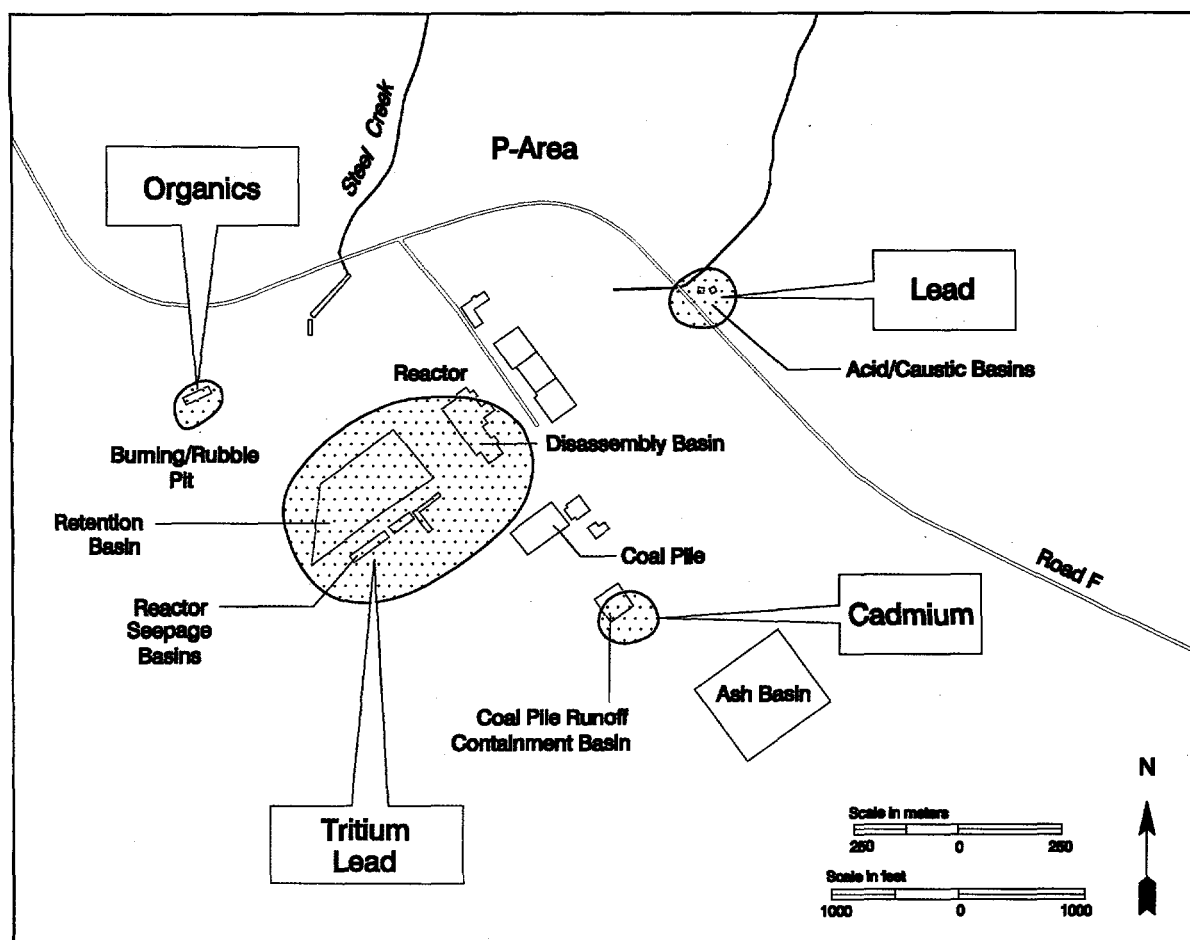 Steel Creek
P-Area
Organics
Lead
Acid/Caustic Basins
Reactor
Disassembly Basin
Burning/Rubble
Pit
Retention
Basin
Coal Pile
Road F
Reactor
Seepage
Basins
Cadmium
Ash Basin
Coal Pile Runoff
Containment Basin
Tritium
Lead
N
Scale in meters
250 0 250
Scale in feet
1000 0 1000